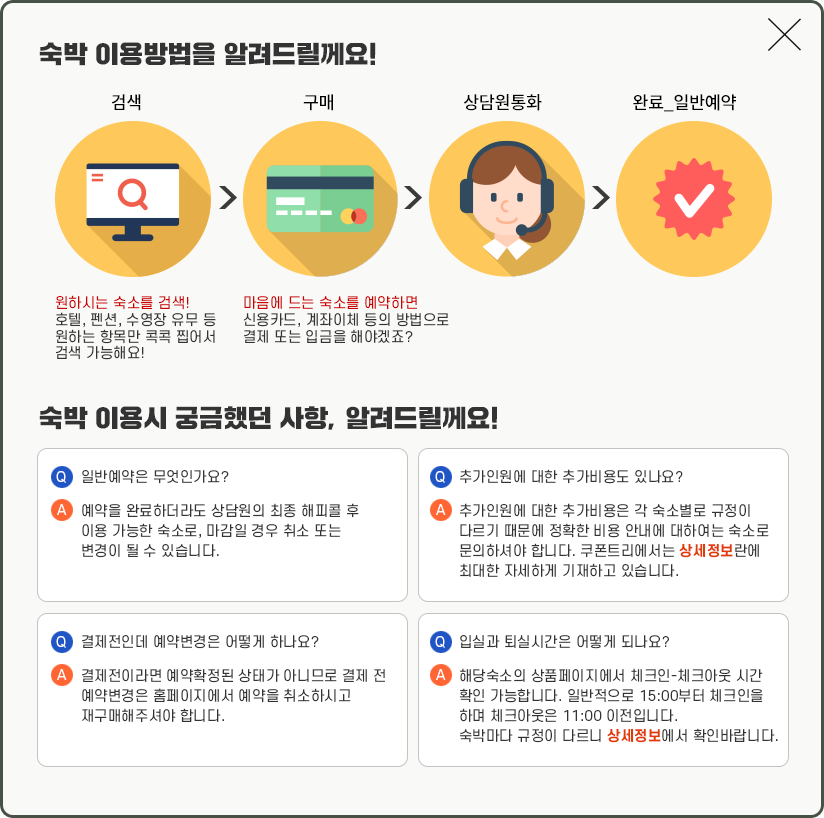 숙박 이용방법을 알려드릴께요!
검색
구매
상담원통화
완료_일반예약
원하시는 숙소를 검색!
호텔, 펜션, 수영장 유무 등
원하는 항목만 콕콕 찝어서
검색 가능해요!
마음에 드는 숙소를 예약하면
신용카드, 계좌이체 등의 방법으로
결제 또는 입금을 해야겠죠?
숙박 이용시 궁금했던 사항, 알려드릴께요!
Q 일반예약은 무엇인가요?
A 예약을 완료하더라도 상담원의 최종 해피콜 후
이용 가능한 숙소로, 마감일 경우 취소 또는
변경이 될 수 있습니다.
Q 추가인원에 대한 추가비용도 있나요?
A 추가인원에 대한 추가비용은 각 숙소별로 규정이
다르기 때문에 정확한 비용 안내에 대하여는 숙소로
문의하셔야 합니다. 쿠폰트리에서는 상세정보란에
최대한 자세하게 기재하고 있습니다.
Q 결제전인데 예약변경은 어떻게 하나요?
A 결제전이라면 예약확정된 상태가 아니므로 결제 전
예약변경은 홈페이지에서 예약을 취소하시고
재구매해주셔야 합니다.
Q 입실과 퇴실시간은 어떻게 되나요?
A 해당숙소의 상품페이지에서 체크인-체크아웃 시간
확인 가능합니다. 일반적으로 15:00부터 체크인을
하며 체크아웃은 11:00 이전입니다.
숙박마다 규정이 다르니 상세정보에서 확인바랍니다.